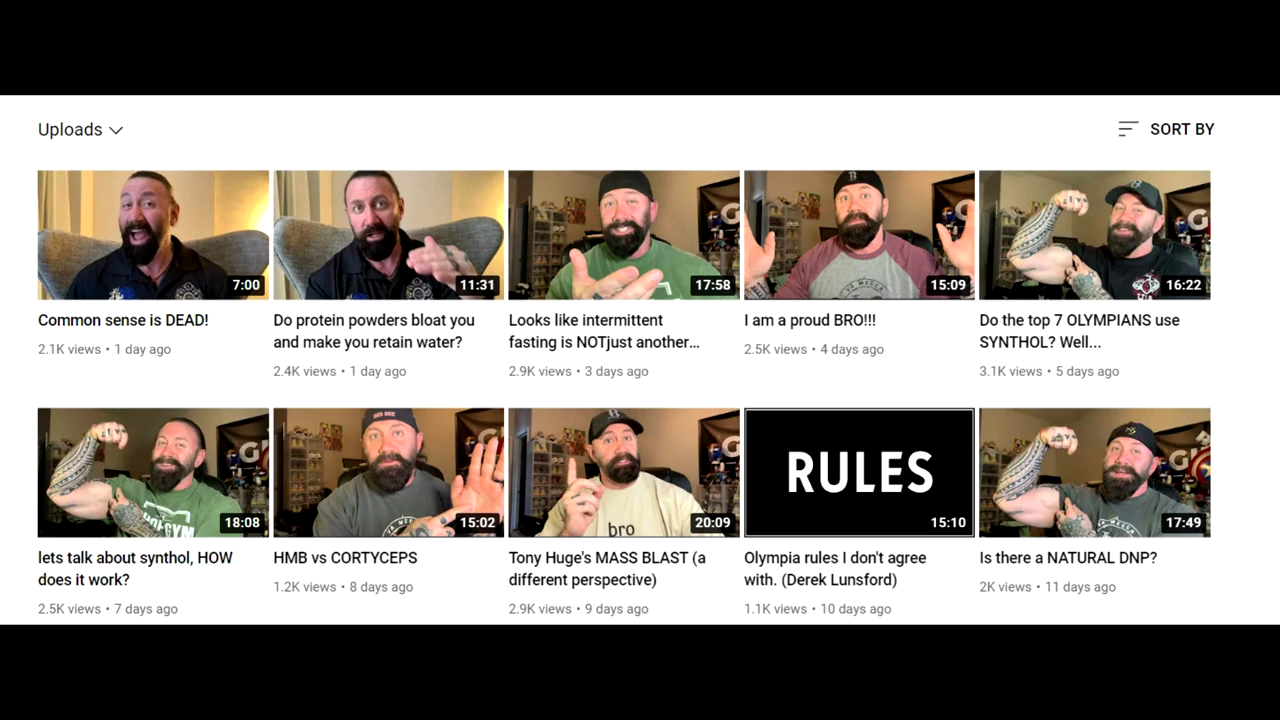 Uploads
SORT BY
7:00
11:31
17:58
15:09
16:22
Common sense is DEAD!
2.1K views • 1 day ago
Do protein powders bloat you
and make you retain water?
2.4K views • 1 day ago
Looks like intermittent
fasting is NOTjust another...
2.9K views • 3 days ago
I am a proud BRO!!!
2.5K views • 4 days ago
Do the top 7 OLYMPIANS use
SYNTHOL? Well...
3.1K views • 5 days ago
18:08
15:02
bro
20:09
RULES
15:10
17:49
lets talk about synthol, HOW
does it work?
2.5K views • 7 days ago
HMB vs CORTYCEPS
1.2K views • 8 days ago
Tony Huge's MASS BLAST (a
different perspective)
2.9K views • 9 days ago
Olympia rules I don't agree
with. (Derek Lunsford)
1.1K views • 10 days ago
Is there a NATURAL DNP?
2K views • 11 days ago